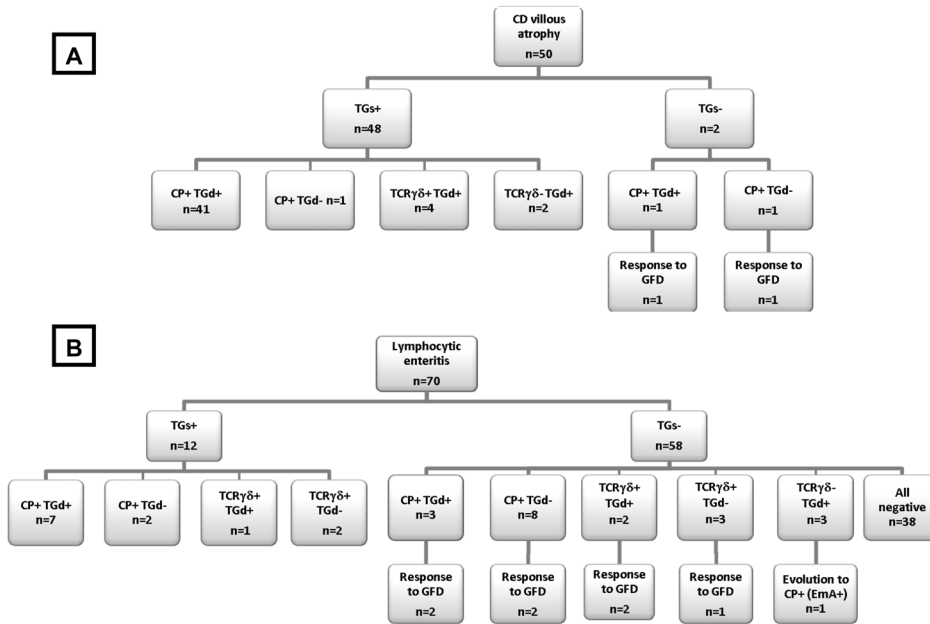 A
CD villous
atrophy
n=50
TGs+
n=48
TGs-
n=2
CP+ TGd+
n=41
CP+ TGd- n=1
TCRγδ+ TGd+
n=4
TCRγδ- TGd+
n=2
CP+ TGd+
n=1
CP+ TGd-
n=1
Response to
GFD
n=1
Response to
GFD
n=1
B
Lymphocytic
enteritis
n=70
TGs+
n=12
TGs-
n=58
CP+ TGd+
n=7
CP+ TGd-
n=2
TCRγδ+
TGd+
n=1
TCRγδ+
TGd-
n=2
CP+ TGd+
n=3
CP+ TGd-
n=8
TCRγδ+
TGd+
n=2
TCRγδ+
TGd-
n=3
TCRγδ-
TGd+
n=3
All
negative
n=38
Response
to GFD
n=2
Response
to GFD
n=2
Response
to GFD
n=2
Response
to GFD
n=1
Evolution to
CP+ (EmA+)
n=1